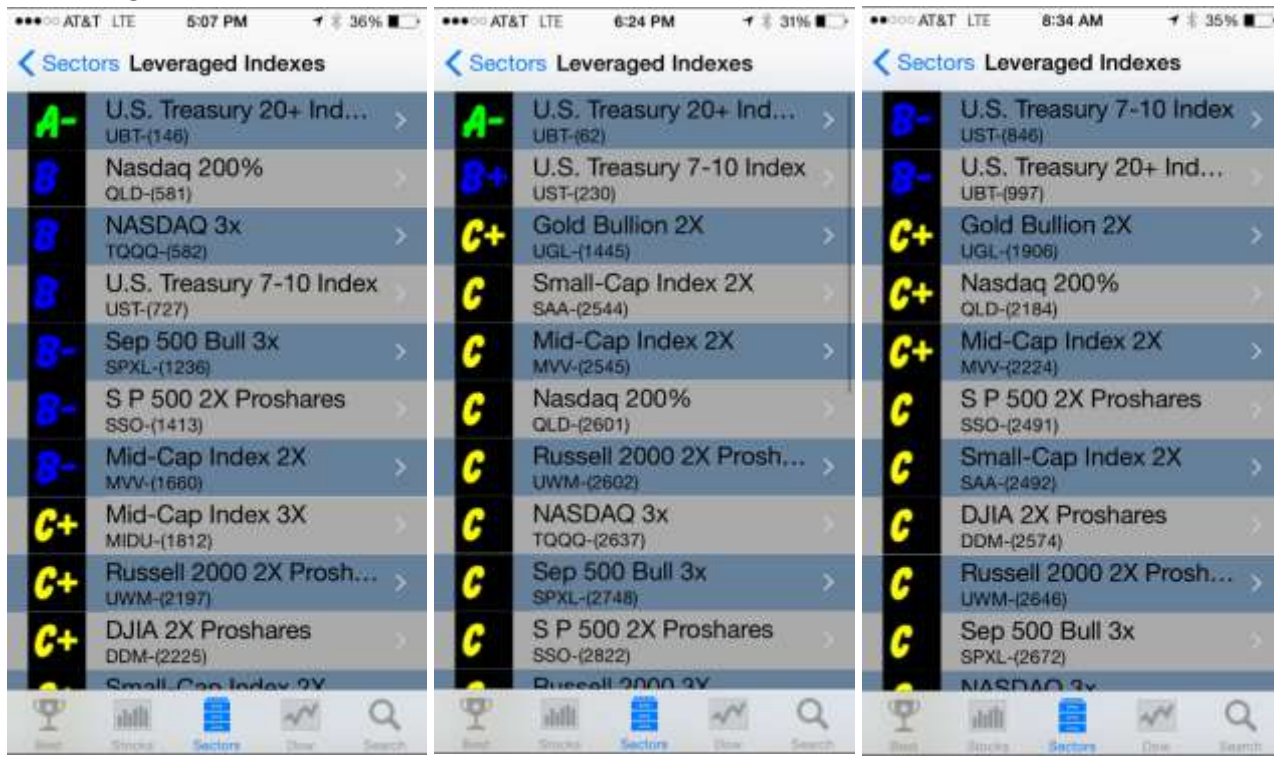 AT&T LTE 5:07 PM 36%
Sectors Leveraged Indexes
A- U.S. Treasury 20+ Ind...
UBT-(146)
B Nasdaq 200%
QLD-(581)
B NASDAQ 3x
TQQQ-(582)
B U.S. Treasury 7-10 Index
UST-(727)
B- Sep 500 Bull 3x
SPXL-(1236)
B- S P 500 2X Proshares
SSO-(1413)
B- Mid-Cap Index 2X
MVV-(1660)
C+ Mid-Cap Index 3X
MIDU-(1812)
C+ Russell 2000 2X Prosh...
UWM-(2197)
C+ DJIA 2X Proshares
DDM-(2225)
Small-Cap Index 2X
Best Stocks Sectors Dow Search
AT&T LTE 6:24 PM 31%
Sectors Leveraged Indexes
A- U.S. Treasury 20+ Ind...
UBT-(62)
B+ U.S. Treasury 7-10 Index
UST-(230)
C+ Gold Bullion 2X
UGL-(1445)
C Small-Cap Index 2X
SAA-(2544)
C Mid-Cap Index 2X
MVV-(2545)
C Nasdaq 200%
QLD-(2601)
C Russell 2000 2X Prosh...
UWM-(2602)
C NASDAQ 3x
TQQQ-(2637)
C Sep 500 Bull 3x
SPXL-(2748)
C S P 500 2X Proshares
SSO-(2822)
Russell 2000 3X
Best Stocks Sectors Dow Search
AT&T LTE 8:34 AM 35%
Sectors Leveraged Indexes
B- U.S. Treasury 7-10 Index
UST-(846)
B- U.S. Treasury 20+ Ind...
UBT-(997)
C+ Gold Bullion 2X
UGL-(1906)
C+ Nasdaq 200%
QLD-(2184)
C+ Mid-Cap Index 2X
MVV-(2224)
C S P 500 2X Proshares
SSO-(2491)
C Small-Cap Index 2X
SAA-(2492)
C DJIA 2X Proshares
DDM-(2574)
C Russell 2000 2X Prosh...
UWM-(2646)
C Sep 500 Bull 3x
SPXL-(2672)
NASDAQ 3x
Best Stocks Sectors Dow Search